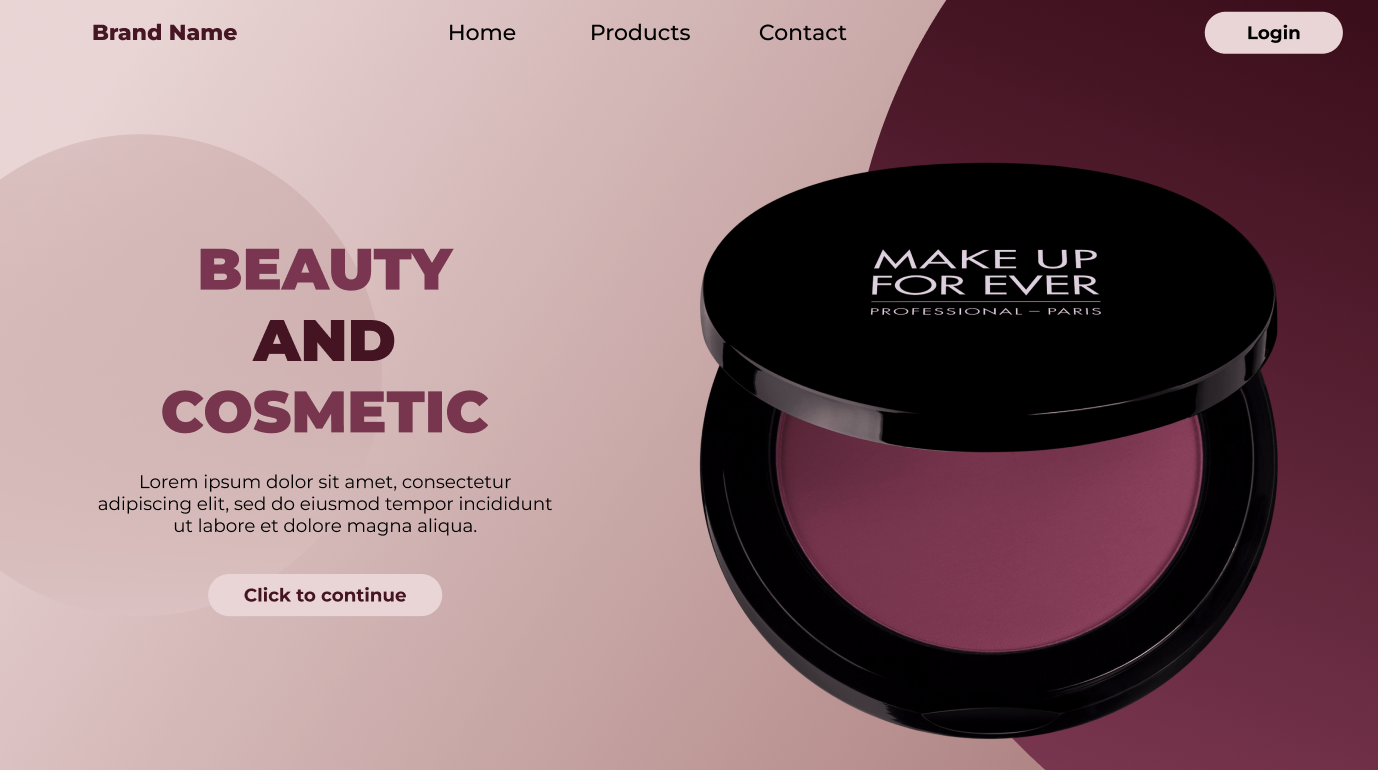 Brand Name
Home
Products
Contact
Login
BEAUTY
AND
COSMETIC
Lorem ipsum dolor sit amet, consectetur
adipiscing elit, sed do eiusmod tempor incididunt
ut labore et dolore magna aliqua.
Click to continue
MAKE UP
FOR EVER
PROFESSIONAL – PARIS